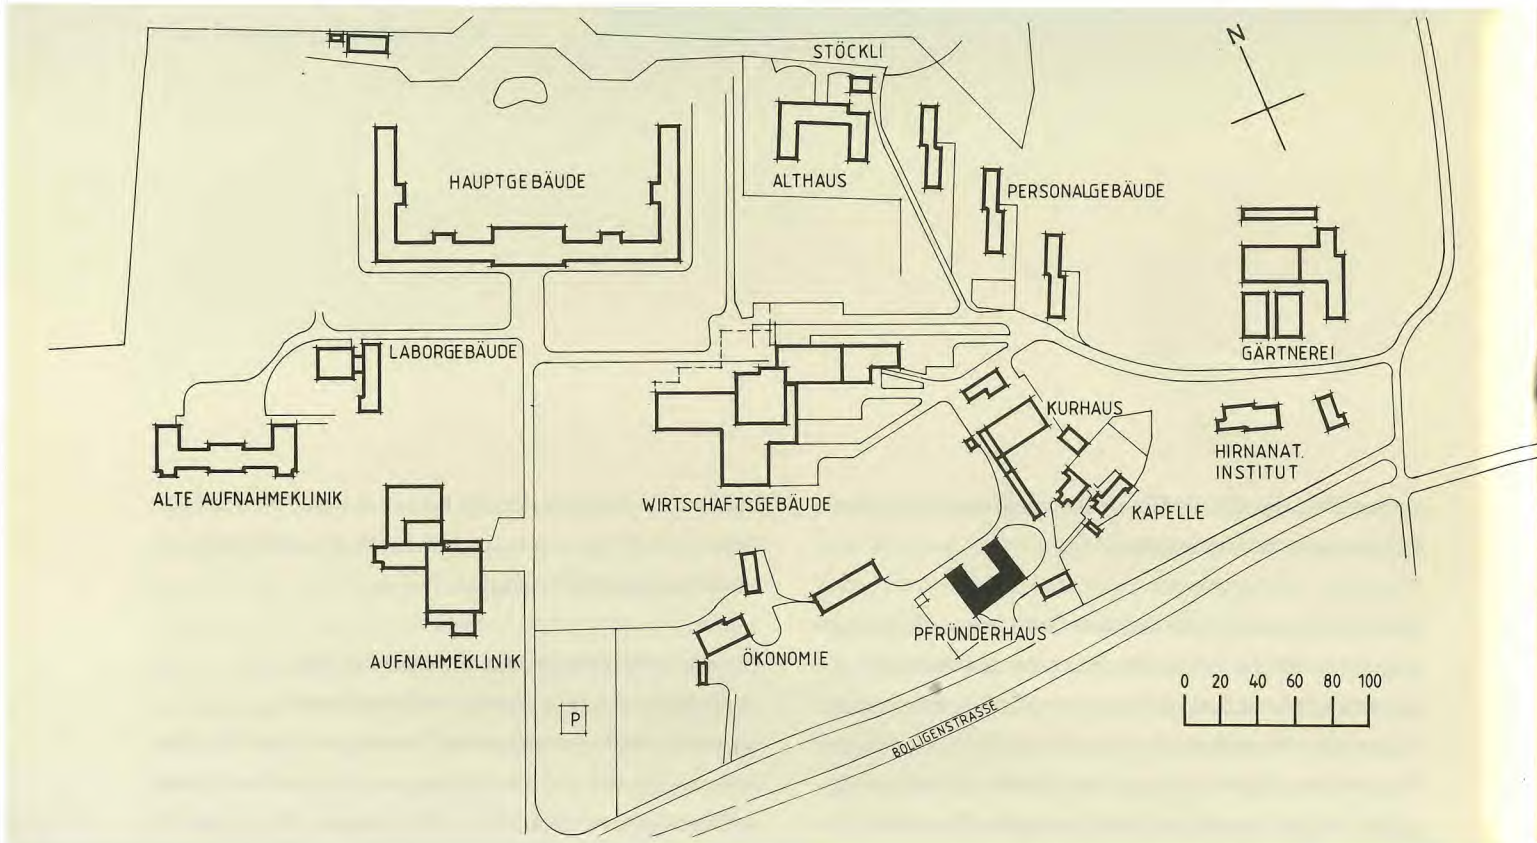 STÖCKLI
N
HAUPTGEBÄUDE
ALTHAUS
PERSONALGEBÄUDE
LABORGEBÄUDE
GÄRTNEREI
KURHAUS
HIRNANAT.
INSTITUT
ALTE AUFNAHMEKLINIK
WIRTSCHAFTSGEBÄUDE
KAPELLE
PFRÜNDERHAUS
AUFNAHMEKLINIK
ÖKONOMIE
0 20 40 60 80 100
P
BOLLIGENSTRASSE